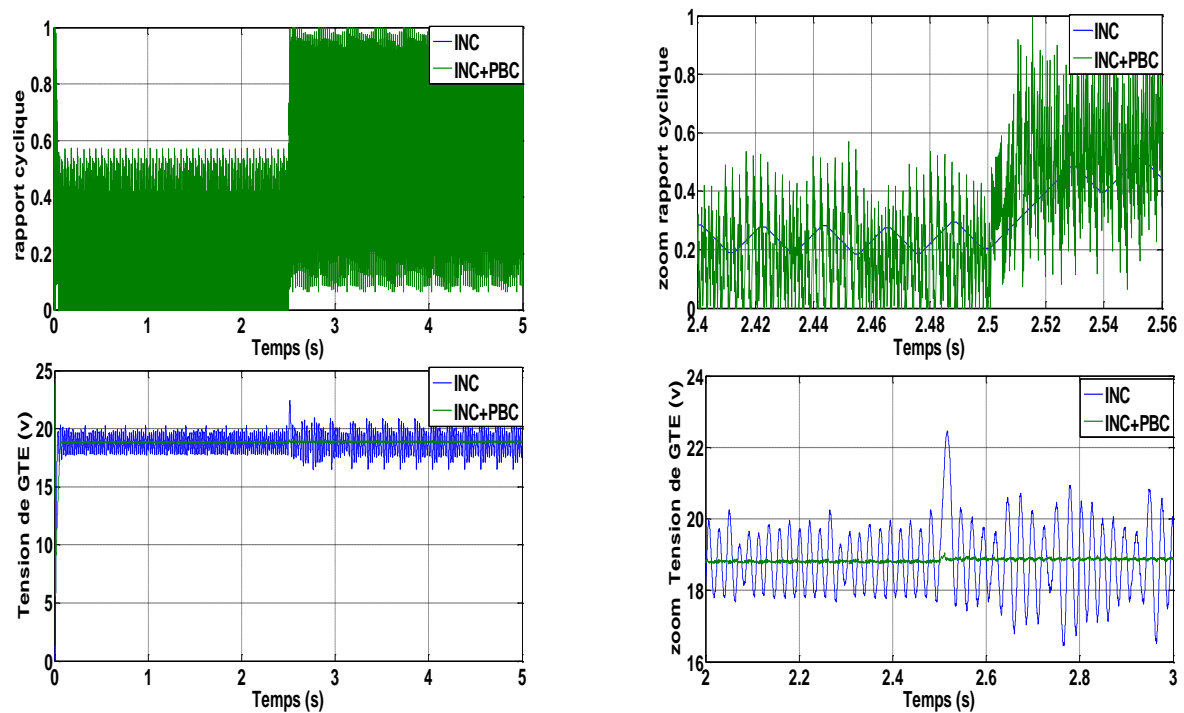 rapport cyclique
1
0.8
0.6
0.4
0.2
0
0 1 2 3 4 5
Temps (s)
INC
INC+PBC
zoom rapport cyclique
1
0.8
0.6
0.4
0.2
0
2.4 2.42 2.44 2.46 2.48 2.5 2.52 2.54 2.56
Temps (s)
INC
INC+PBC
Tension de GTE (v)
25
20
15
10
5
0
0 1 2 3 4 5
Temps (s)
INC
INC+PBC
zoom Tension de GTE (v)
24
22
20
18
16
2 2.2 2.4 2.6 2.8 3
Temps (s)
INC
INC+PBC